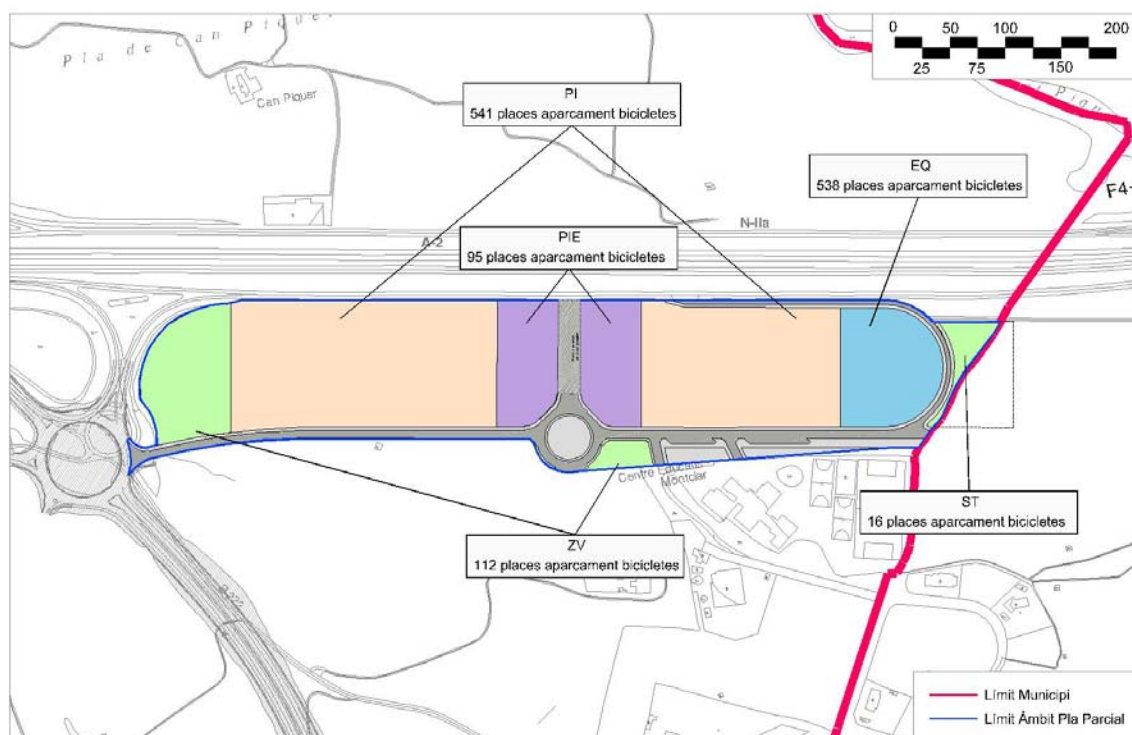 Pla de Can Piquer
0 50 100 200
25 75 150
Can Piquer
PI
541 places aparcament bicicletes
EQ
538 places aparcament bicicletes
F4-
N-IIa
A-2
PIE
95 places aparcament bicicletes
Centre Educatiu
Montclar
ST
16 places aparcament bicicletes
ZV
112 places aparcament bicicletes
Límit Municipi
Límit Àmbit Pla Parcial